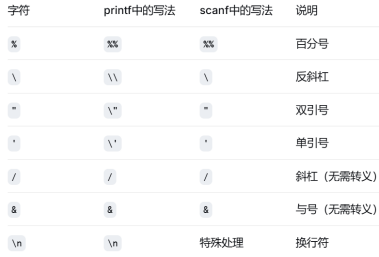 字符 printf中的写法 scanf中的写法 说明
% %% %% 百分号
\ \\ \ 反斜杠
" \" " 双引号
' \' ' 单引号
/ / / 斜杠（无需转义）
& & & 与号（无需转义）
\n \n 特殊处理 换行符